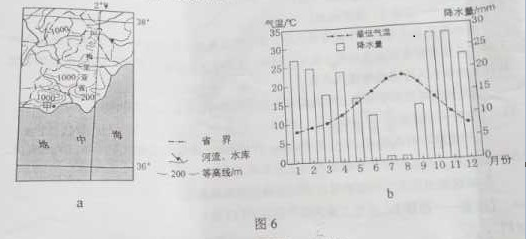 2°W
38°
1000
1000
1000
200
地
中
海
36°
省 界
河流、水库
—200— 等高线/m
a
气温/℃
降水量/mm
最低气温
降水量
35
30
25
20
15
10
5
0
30
25
20
15
10
5
0
1 2 3 4 5 6 7 8 9 10 11 12 月份
b
图6